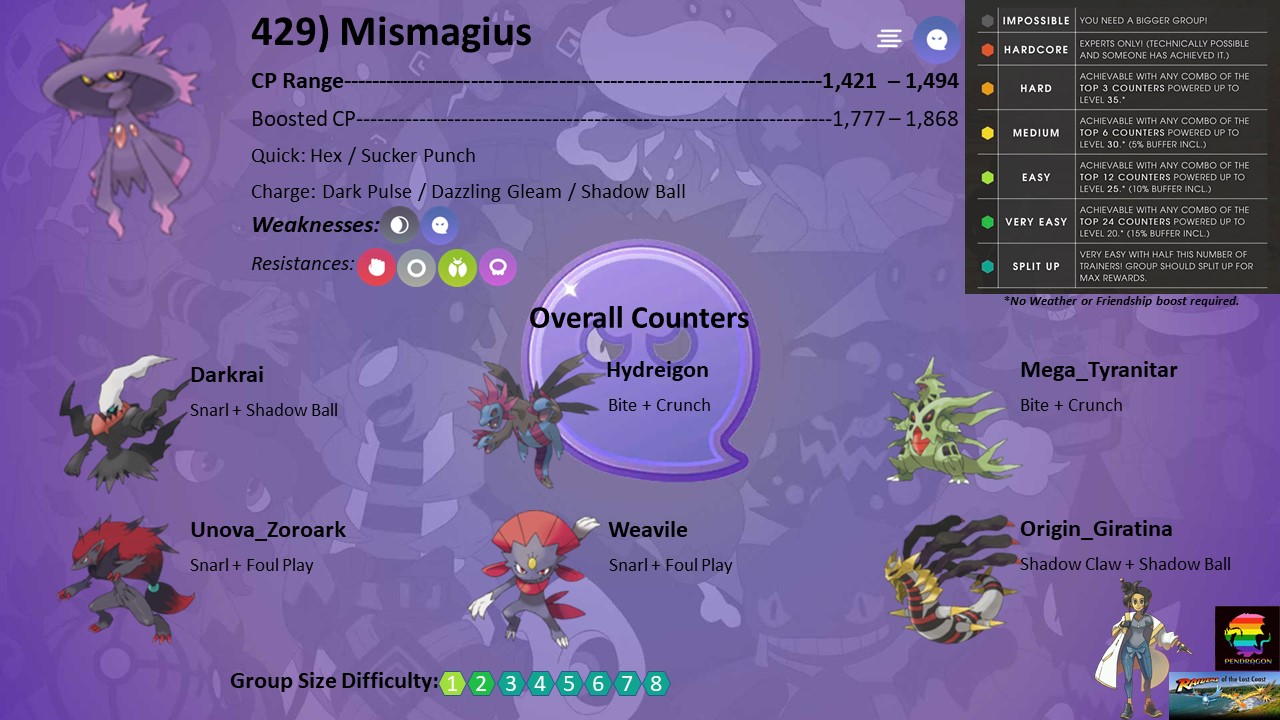 429) Mismagius
CP Range--------------------------------------------------------------------1,421 – 1,494
Boosted CP--------------------------------------------------------------------1,777 – 1,868
Quick: Hex / Sucker Punch
Charge: Dark Pulse / Dazzling Gleam / Shadow Ball
Weaknesses:
Resistances:
IMPOSSIBLE YOU NEED A BIGGER GROUP!
HARDCORE EXPERTS ONLY! (TECHNICALLY POSSIBLE
AND SOMEONE HAS ACHIEVED IT.)
HARD ACHIEVABLE WITH ANY COMBO OF THE
TOP 3 COUNTERS POWERED UP TO
LEVEL 35.*
MEDIUM ACHIEVABLE WITH ANY COMBO OF THE
TOP 6 COUNTERS POWERED UP TO
LEVEL 30.* (5% BUFFER INCL.)
EASY ACHIEVABLE WITH ANY COMBO OF THE
TOP 12 COUNTERS POWERED UP TO
LEVEL 25.* (10% BUFFER INCL.)
VERY EASY ACHIEVABLE WITH ANY COMBO OF THE
TOP 24 COUNTERS POWERED UP TO
LEVEL 20.* (15% BUFFER INCL.)
SPLIT UP VERY EASY WITH HALF THIS NUMBER OF
TRAINERS! GROUP SHOULD SPLIT UP FOR
MAX REWARDS.
*No Weather or Friendship boost required.
Overall Counters
Darkrai
Snarl + Shadow Ball
Hydreigon
Bite + Crunch
Mega_Tyranitar
Bite + Crunch
Unova_Zoroark
Snarl + Foul Play
Weavile
Snarl + Foul Play
Origin_Giratina
Shadow Claw + Shadow Ball
Group Size Difficulty: 1 2 3 4 5 6 7 8
PENDRAGON
RAIDERS of the Lost Coast